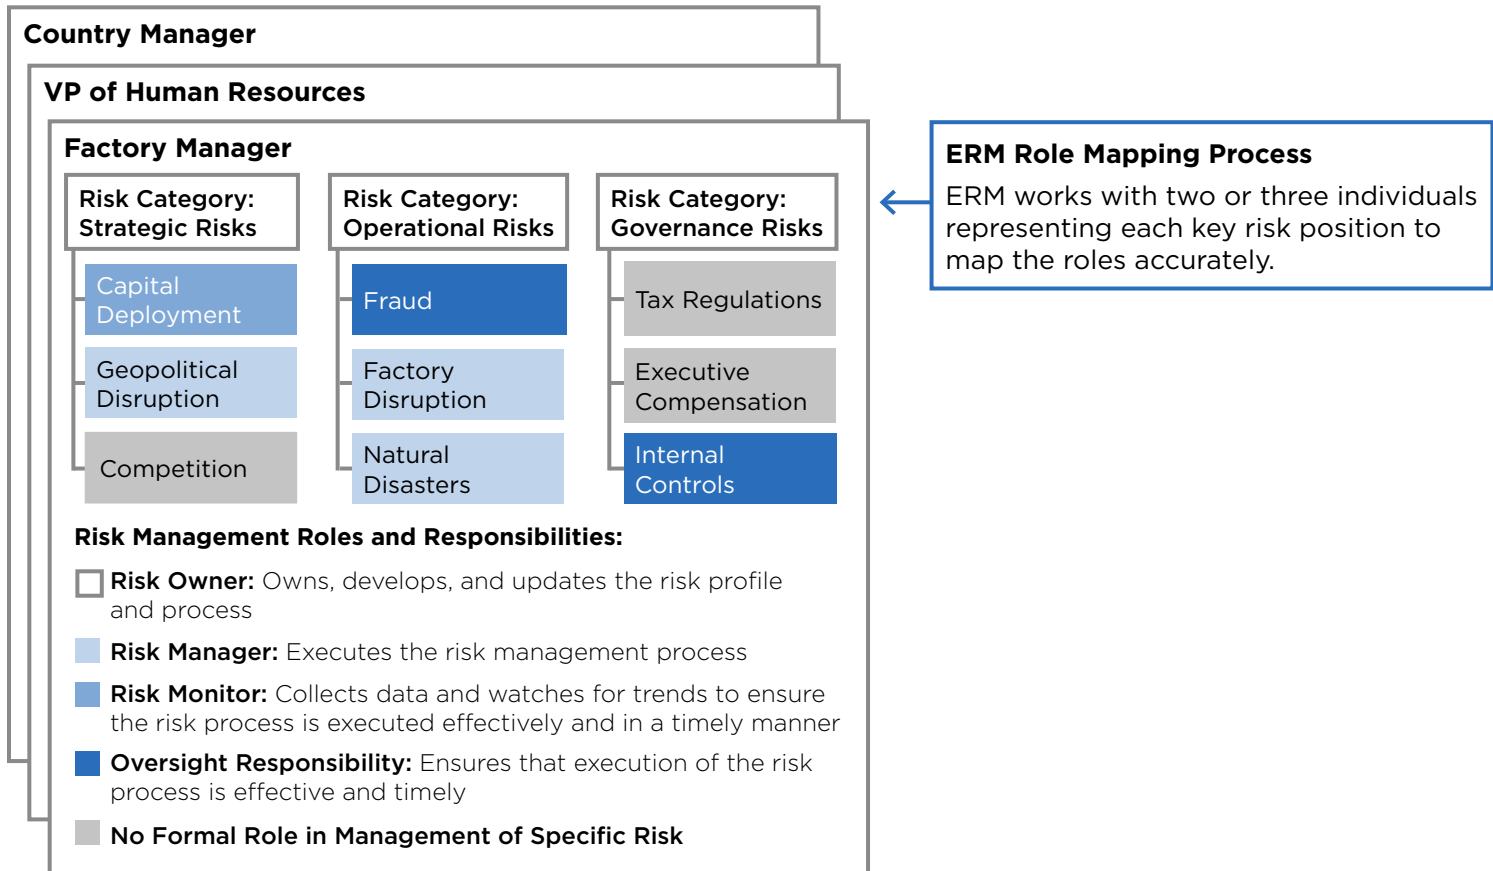 Country Manager
VP of Human Resources
Factory Manager
Risk Category:
Strategic Risks
Capital
Deployment
Geopolitical
Disruption
Competition
Risk Category:
Operational Risks
Fraud
Factory
Disruption
Natural
Disasters
Risk Category:
Governance Risks
Tax Regulations
Executive
Compensation
Internal
Controls
Risk Management Roles and Responsibilities:
Risk Owner: Owns, develops, and updates the risk profile
and process
Risk Manager: Executes the risk management process
Risk Monitor: Collects data and watches for trends to ensure
the risk process is executed effectively and in a timely manner
Oversight Responsibility: Ensures that execution of the risk
process is effective and timely
No Formal Role in Management of Specific Risk
ERM Role Mapping Process
ERM works with two or three individuals
representing each key risk position to
map the roles accurately.